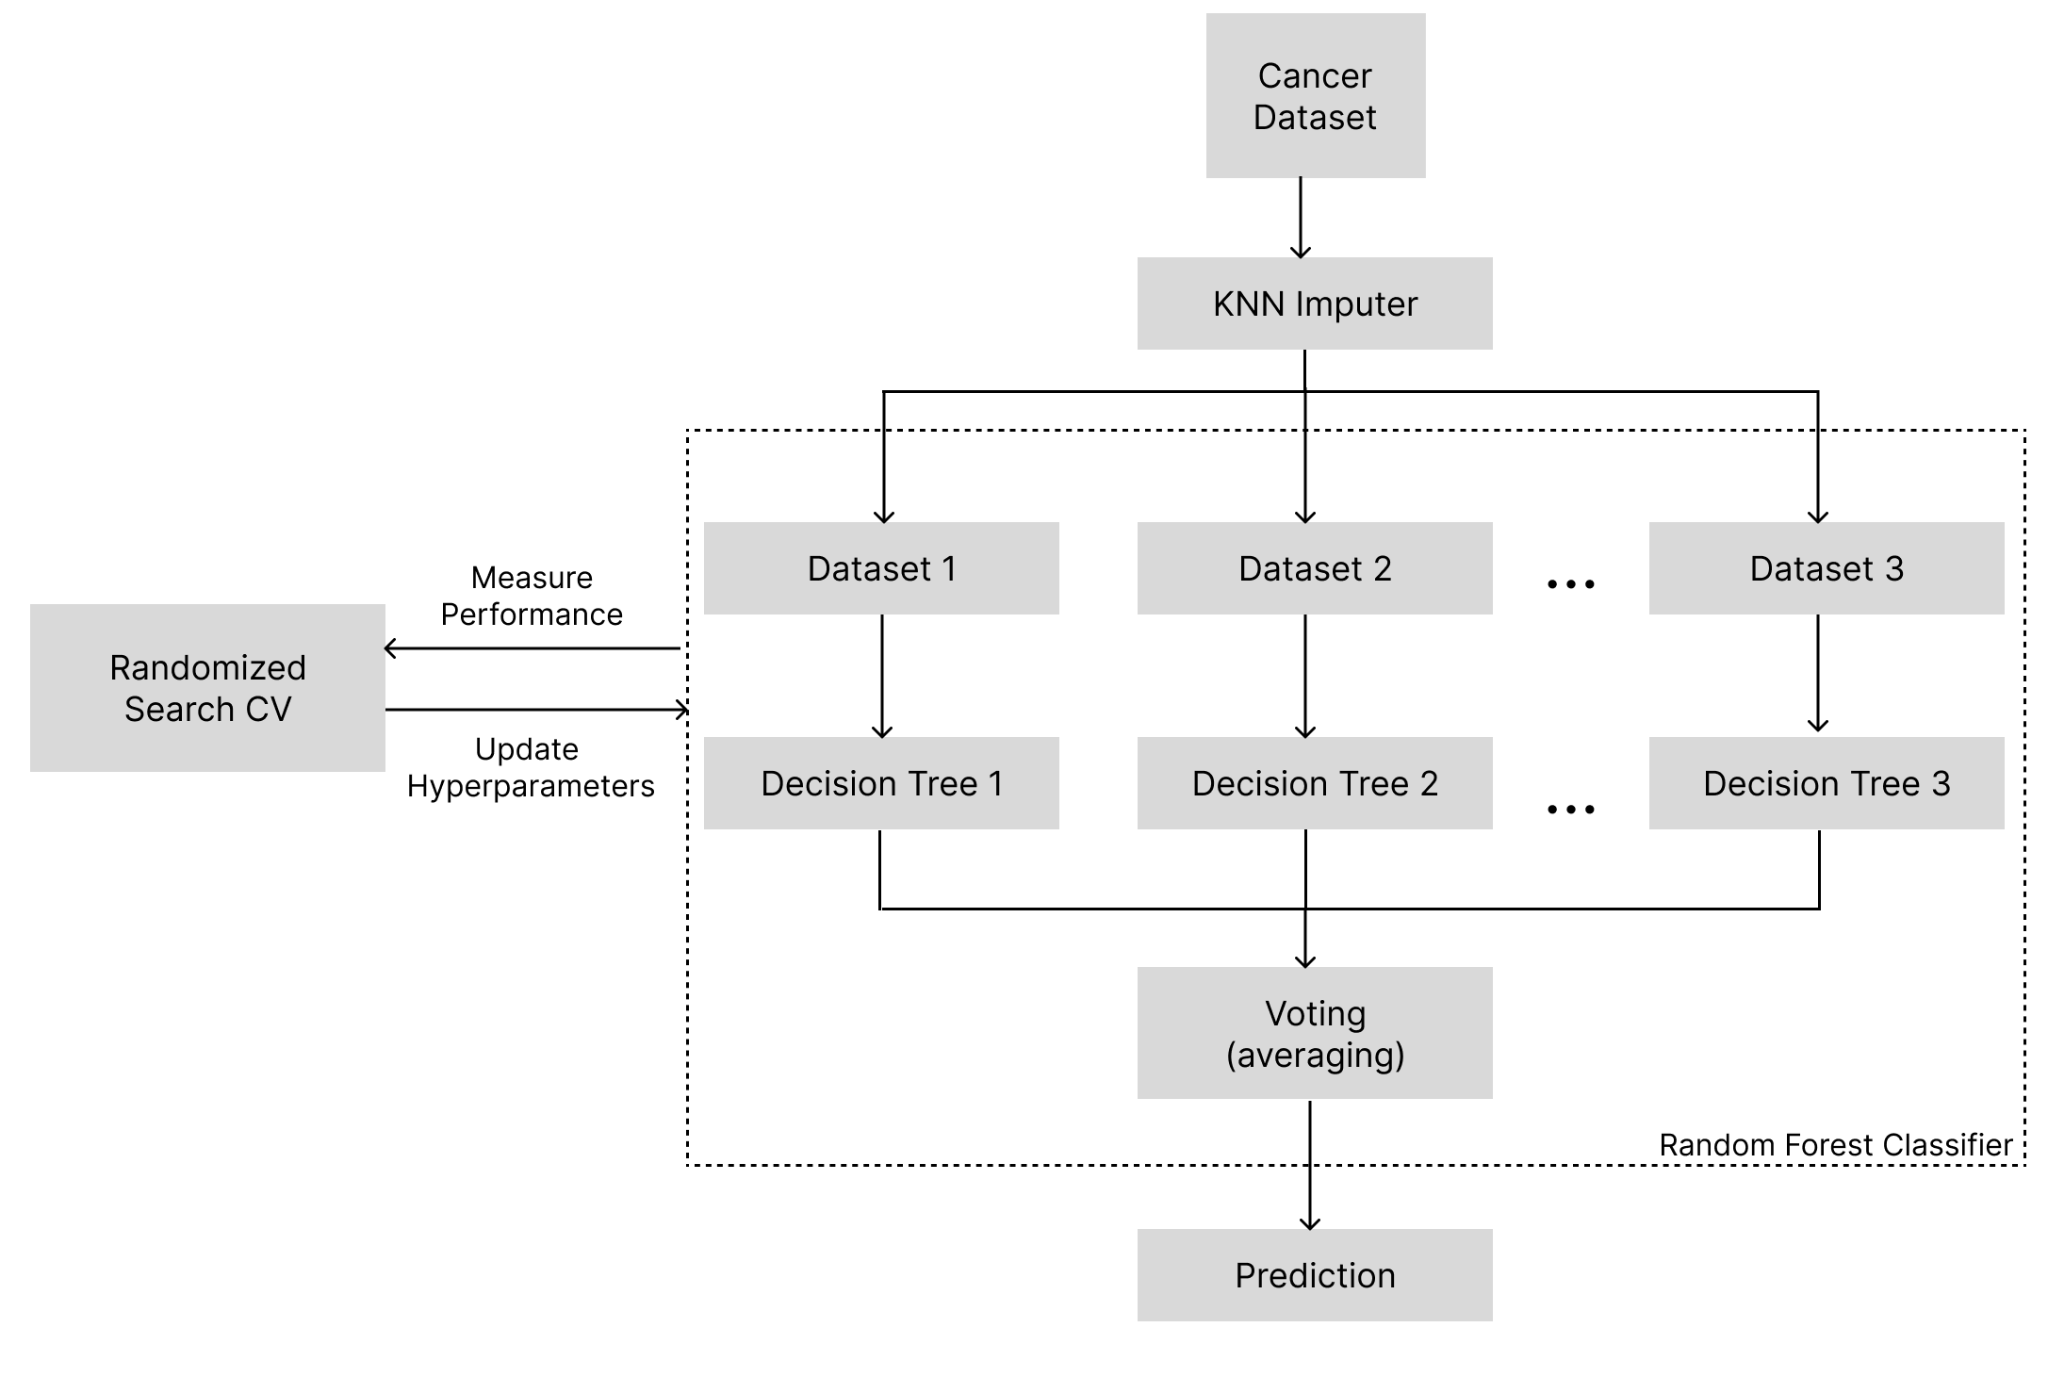 Cancer
Dataset
KNN Imputer
Dataset 1
Dataset 2
...
Dataset 3
Measure
Performance
Randomized
Search CV
Update
Hyperparameters
Decision Tree 1
Decision Tree 2
...
Decision Tree 3
Voting
(averaging)
Random Forest Classifier
Prediction